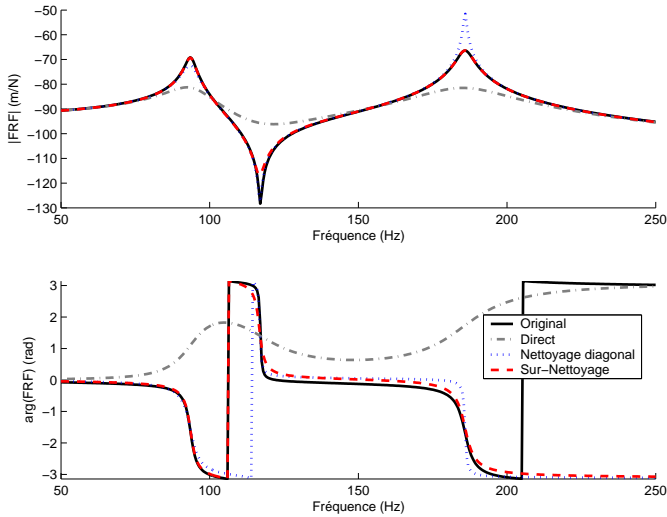 −50
−60
−70
−80
−90
−100
−110
−120
−130
|FRF| (m/N)
50 100 150 200 250
Fréquence (Hz)
3
2
1
0
−1
−2
−3
arg(FRF) (rad)
Original
Direct
Nettoyage diagonal
Sur−Nettoyage
50 100 150 200 250
Fréquence (Hz)